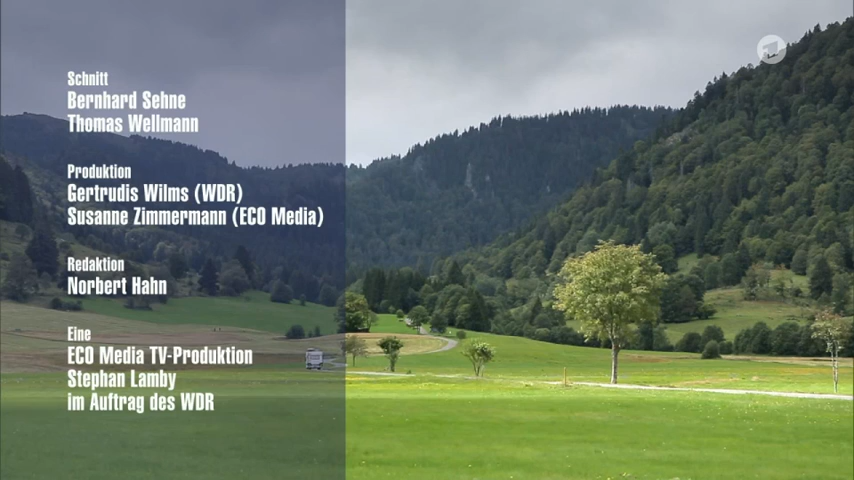 Schnitt
Bernhard Sehne
Thomas Wellmann
Produktion
Gertrudis Wilms (WDR)
Susanne Zimmermann (ECO Media)
Redaktion
Norbert Hahn
Eine
ECO Media TV-Produktion
Stephan Lamby
im Auftrag des WDR